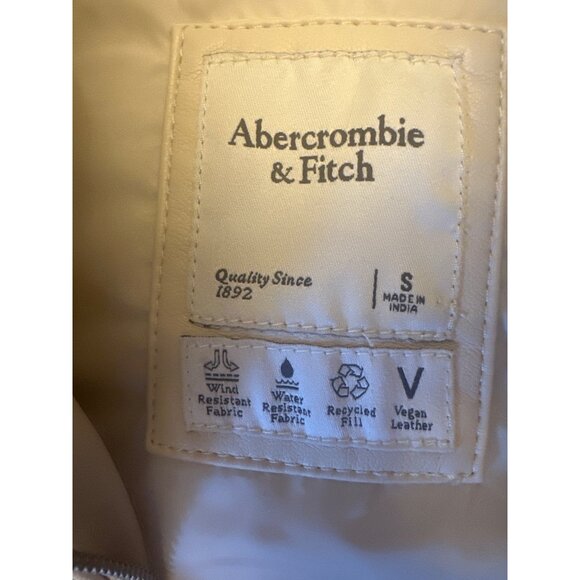 Abercrombie
& Fitch
Quality Since
1892
S
MADE IN
INDIA
Wind
Resistant
Fabric
Water
Resistant
Fabric
Recycled
Fill
V
Vegan
Leather